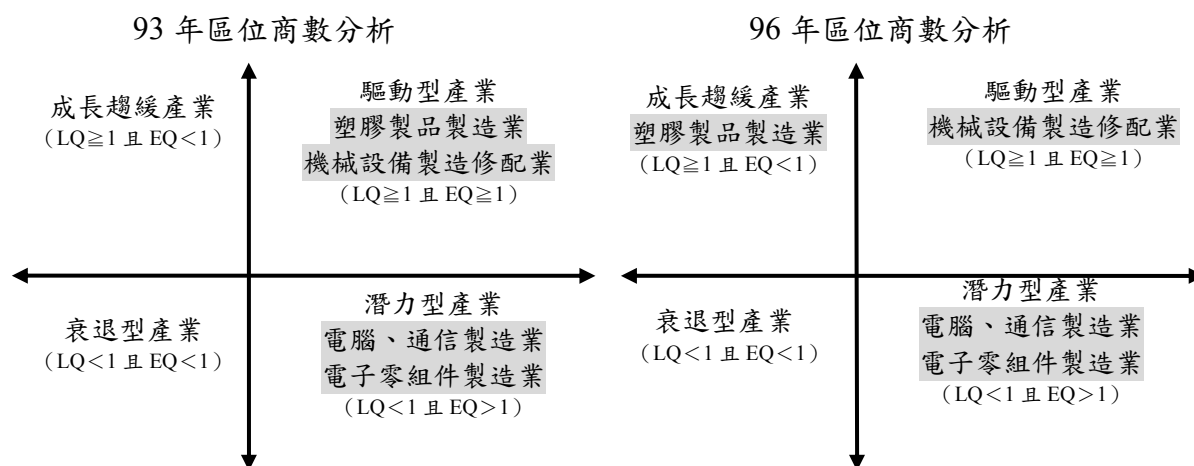 93 年區位商數分析
成長趨緩產業
（LQ≧1 且 EQ<1）
驅動型產業
塑膠製品製造業
機械設備製造修配業
（LQ≧1 且 EQ≧1）
衰退型產業
（LQ<1 且 EQ<1）
潛力型產業
電腦、通信製造業
電子零組件製造業
（LQ<1 且 EQ>1）
96 年區位商數分析
成長趨緩產業
塑膠製品製造業
（LQ≧1 且 EQ<1）
驅動型產業
機械設備製造修配業
（LQ≧1 且 EQ≧1）
衰退型產業
（LQ<1 且 EQ<1）
潛力型產業
電腦、通信製造業
電子零組件製造業
（LQ<1 且 EQ>1）